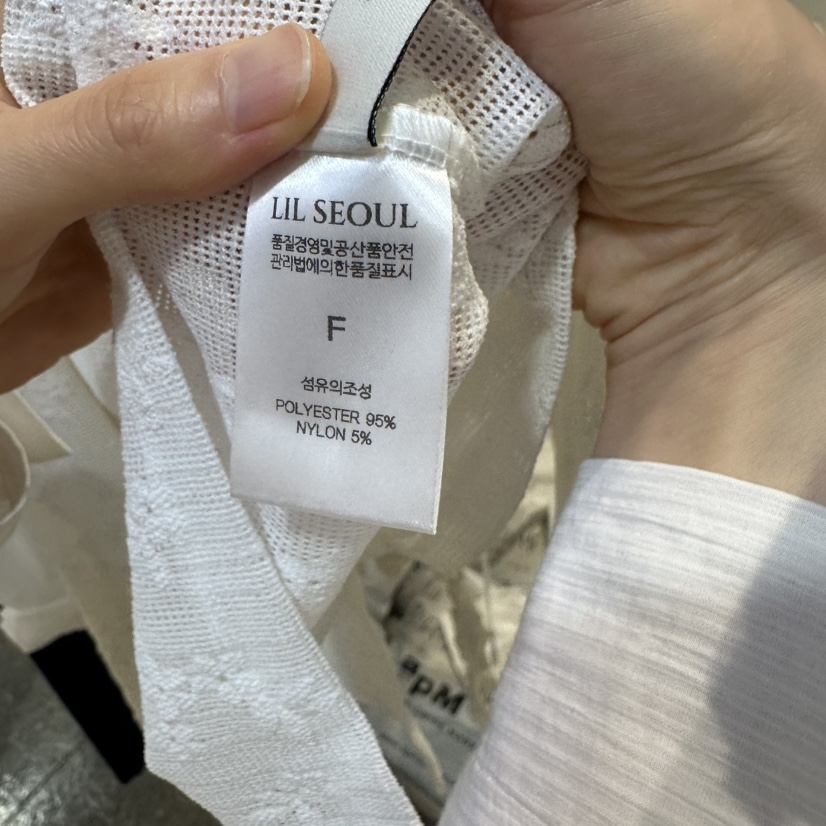 LIL SEOUL
품질경영및공산품안전
관리법에의한품질표시
F
섬유의조성
POLYESTER 95%
NYLON 5%
apM